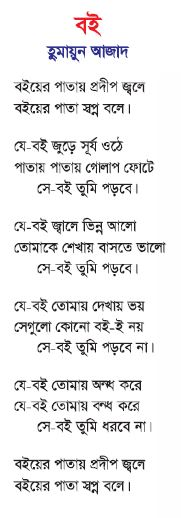 বই
হুমায়ুন আজাদ
বইয়ের পাতায় প্রদীপ জ্বলে
বইয়ের পাতা স্বপ্ন বলে।
যে-বই জুড়ে সূর্য ওঠে
পাতায় পাতায় গোলাপ ফোটে
সে-বই তুমি পড়বে।
যে-বই জ্বালে ভিন্ন আলো
তোমাকে শেখায় বাসতে ভালো
সে-বই তুমি পড়বে।
যে-বই তোমায় দেখায় ভয়
সেগুলো কোনো বই-ই নয়
সে-বই তুমি পড়বে না।
যে-বই তোমায় অন্ধ করে
যে-বই তোমায় বন্ধ করে
সে-বই তুমি ধরবে না।
বইয়ের পাতায় প্রদীপ জ্বলে
বইয়ের পাতা স্বপ্ন বলে।